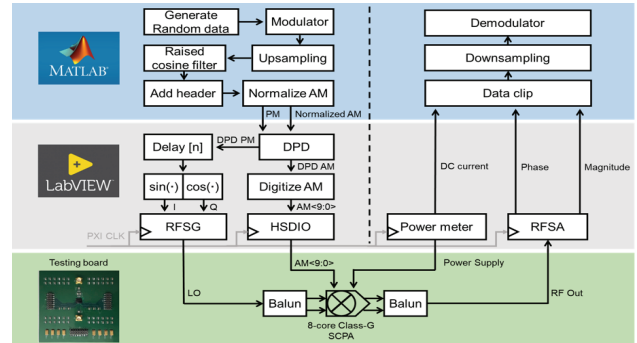 Generate
Random data
Modulator
Demodulator
Raised
cosine filter
Upsampling
Downsampling
MATLAB®
Add header
Normalize AM
Data clip
PM
Normalized AM
Delay [n]
DPD PM
DPD
DPD AM
DC current
Phase
Magnitude
LabVIEW™
sin(·)
cos(·)
Digitize AM
I
Q
AM<9:0>
PXI CLK
RFSG
HSDIO
Power meter
RFSA
Testing board
AM<9:0>
Power Supply
LO
RF Out
Balun
Balun
8-core Class-G
SCPA